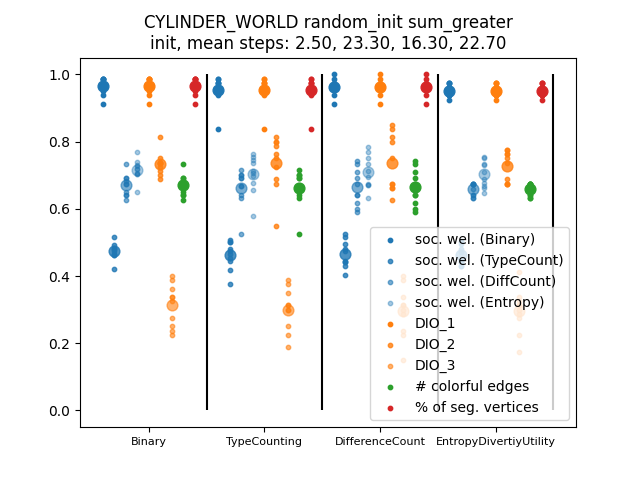 CYLINDER_WORLD random_init sum_greater
init, mean steps: 2.50, 23.30, 16.30, 22.70
1.0
0.8
0.6
0.4
0.2
0.0
soc. wel. (Binary)
soc. wel. (TypeCount)
soc. wel. (DiffCount)
soc. wel. (Entropy)
DIO_1
DIO_2
DIO_3
# colorful edges
% of seg. vertices
Binary
TypeCounting
DifferenceCount
EntropyDivertiyUtility